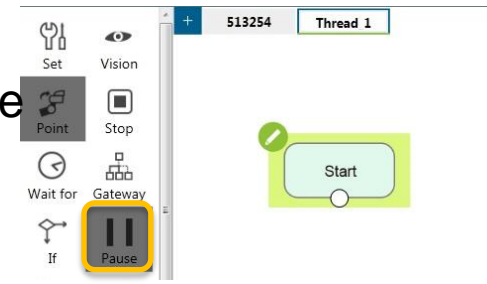 + 513254 Thread 1
Set Vision
e
Point Stop
Wait for Gateway
If Pause
Start